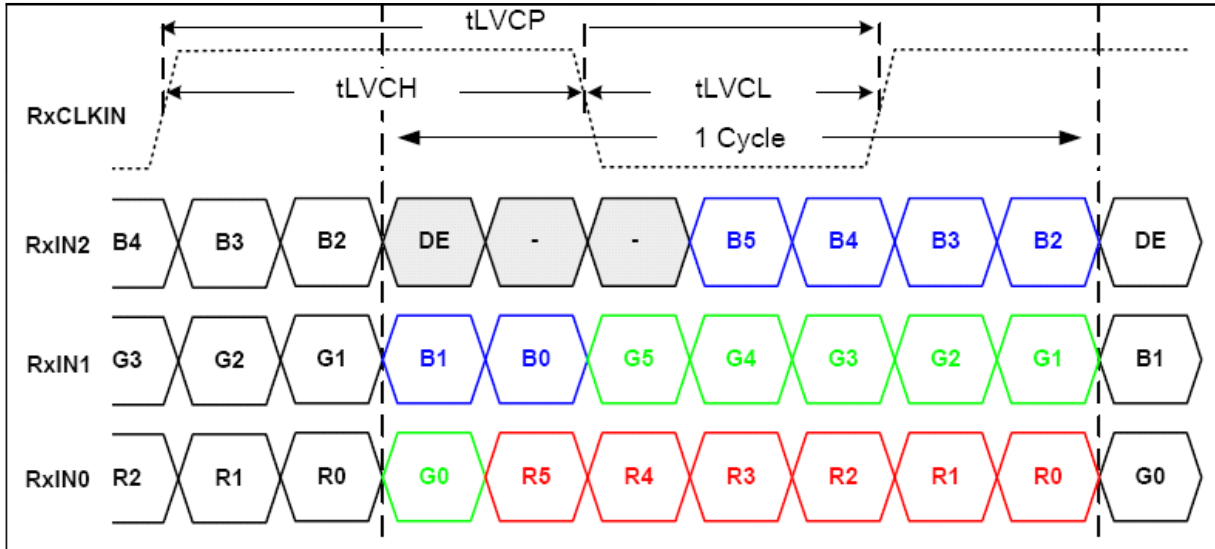 tLVCP
tLVCH tLVCL
RxCLKIN
1 Cycle
RxIN2 B4 B3 B2 DE - - B5 B4 B3 B2 DE
RxIN1 G3 G2 G1 B1 B0 G5 G4 G3 G2 G1 B1
RxIN0 R2 R1 R0 G0 R5 R4 R3 R2 R1 R0 G0